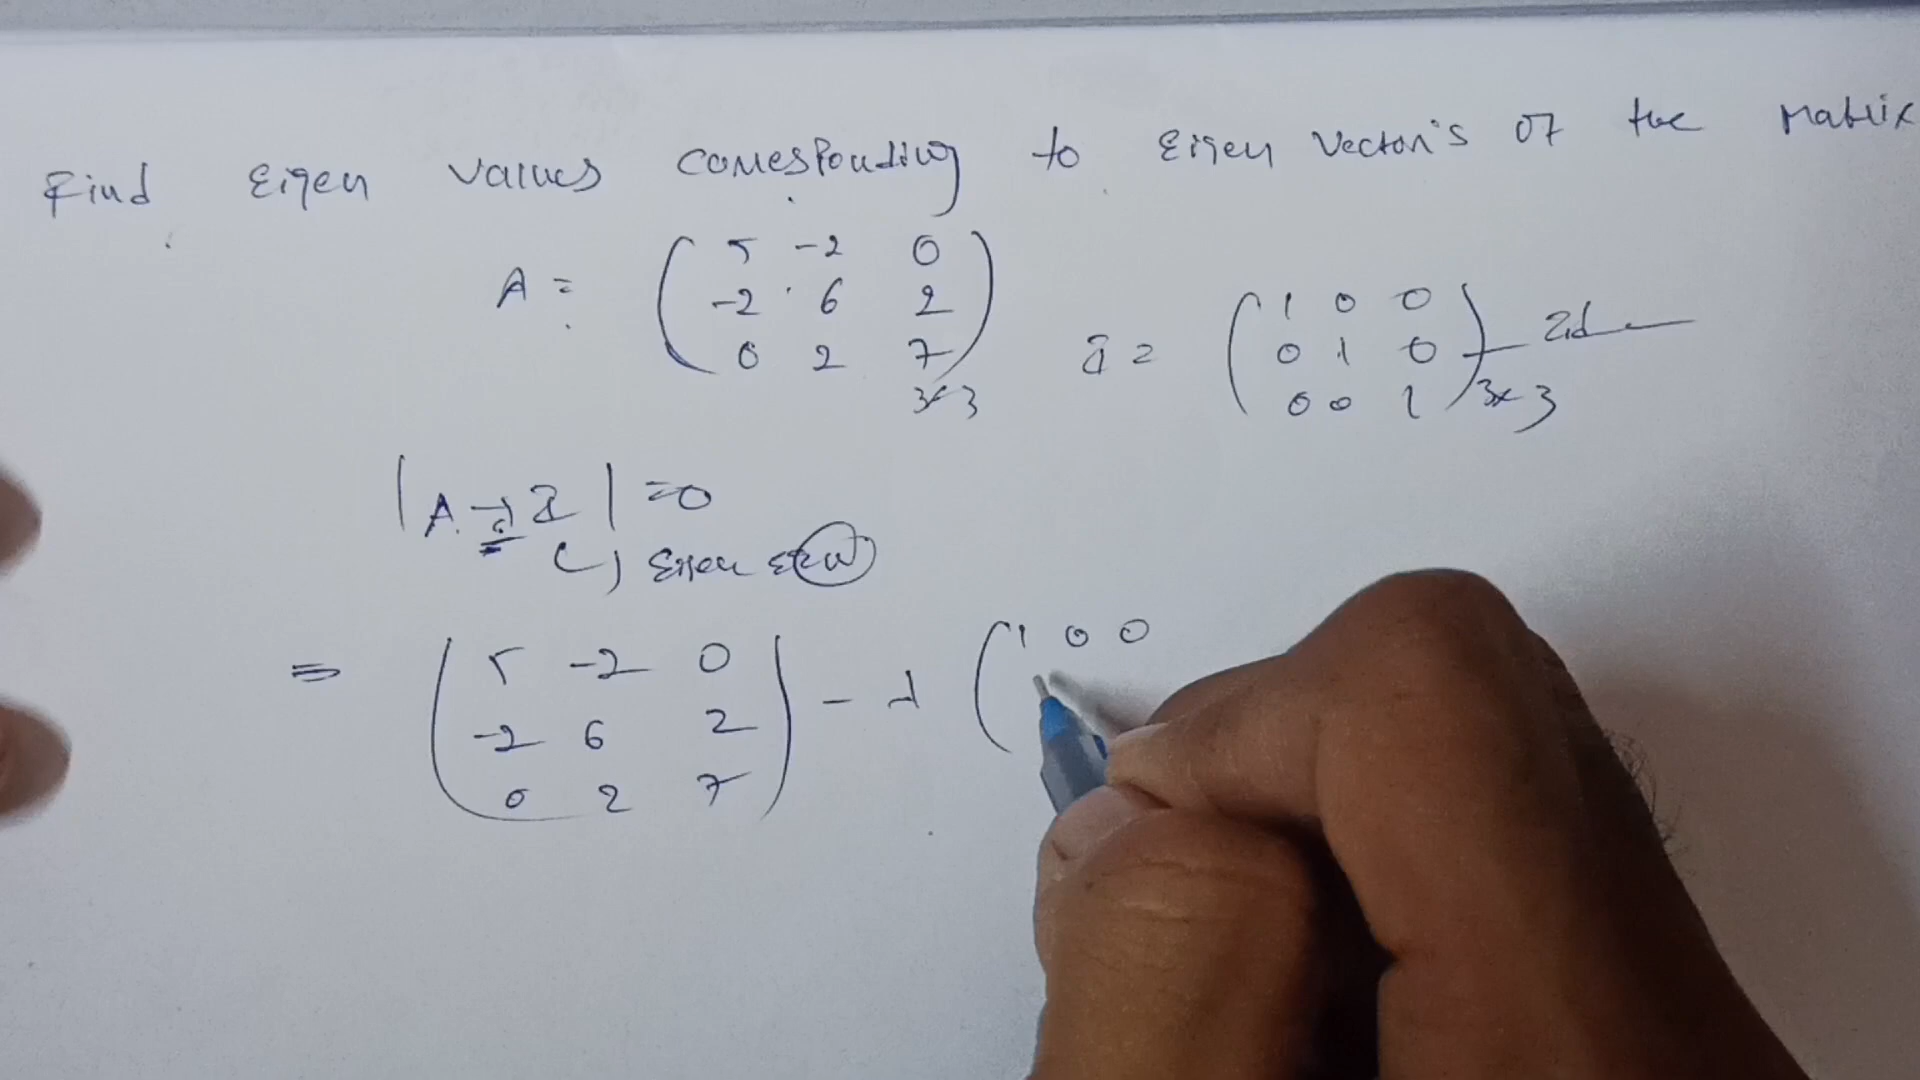 Find Eigen values corresponding to Eigen Vector's of the Matrix
A = ( 5 -2 0
-2 6 2
0 2 7 ) 3×3
I = ( 1 0 0
0 1 0
0 0 1 ) 3×3
|A-λI| =0
Eigen
⇒ ( 5 -2 0
-2 6 2
0 2 7 ) - λ ( 1 0 0